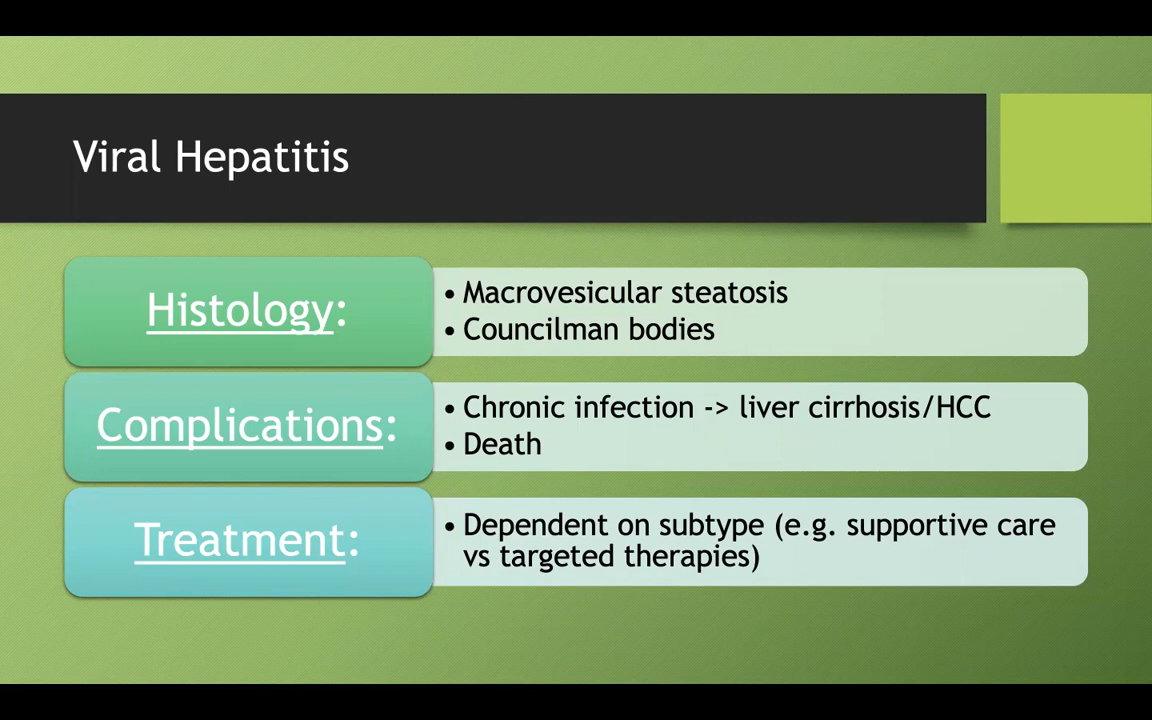 Viral Hepatitis
Histology:
• Macrovesicular steatosis
• Councilman bodies
Complications:
• Chronic infection -> liver cirrhosis/HCC
• Death
Treatment:
• Dependent on subtype (e.g. supportive care
vs targeted therapies)